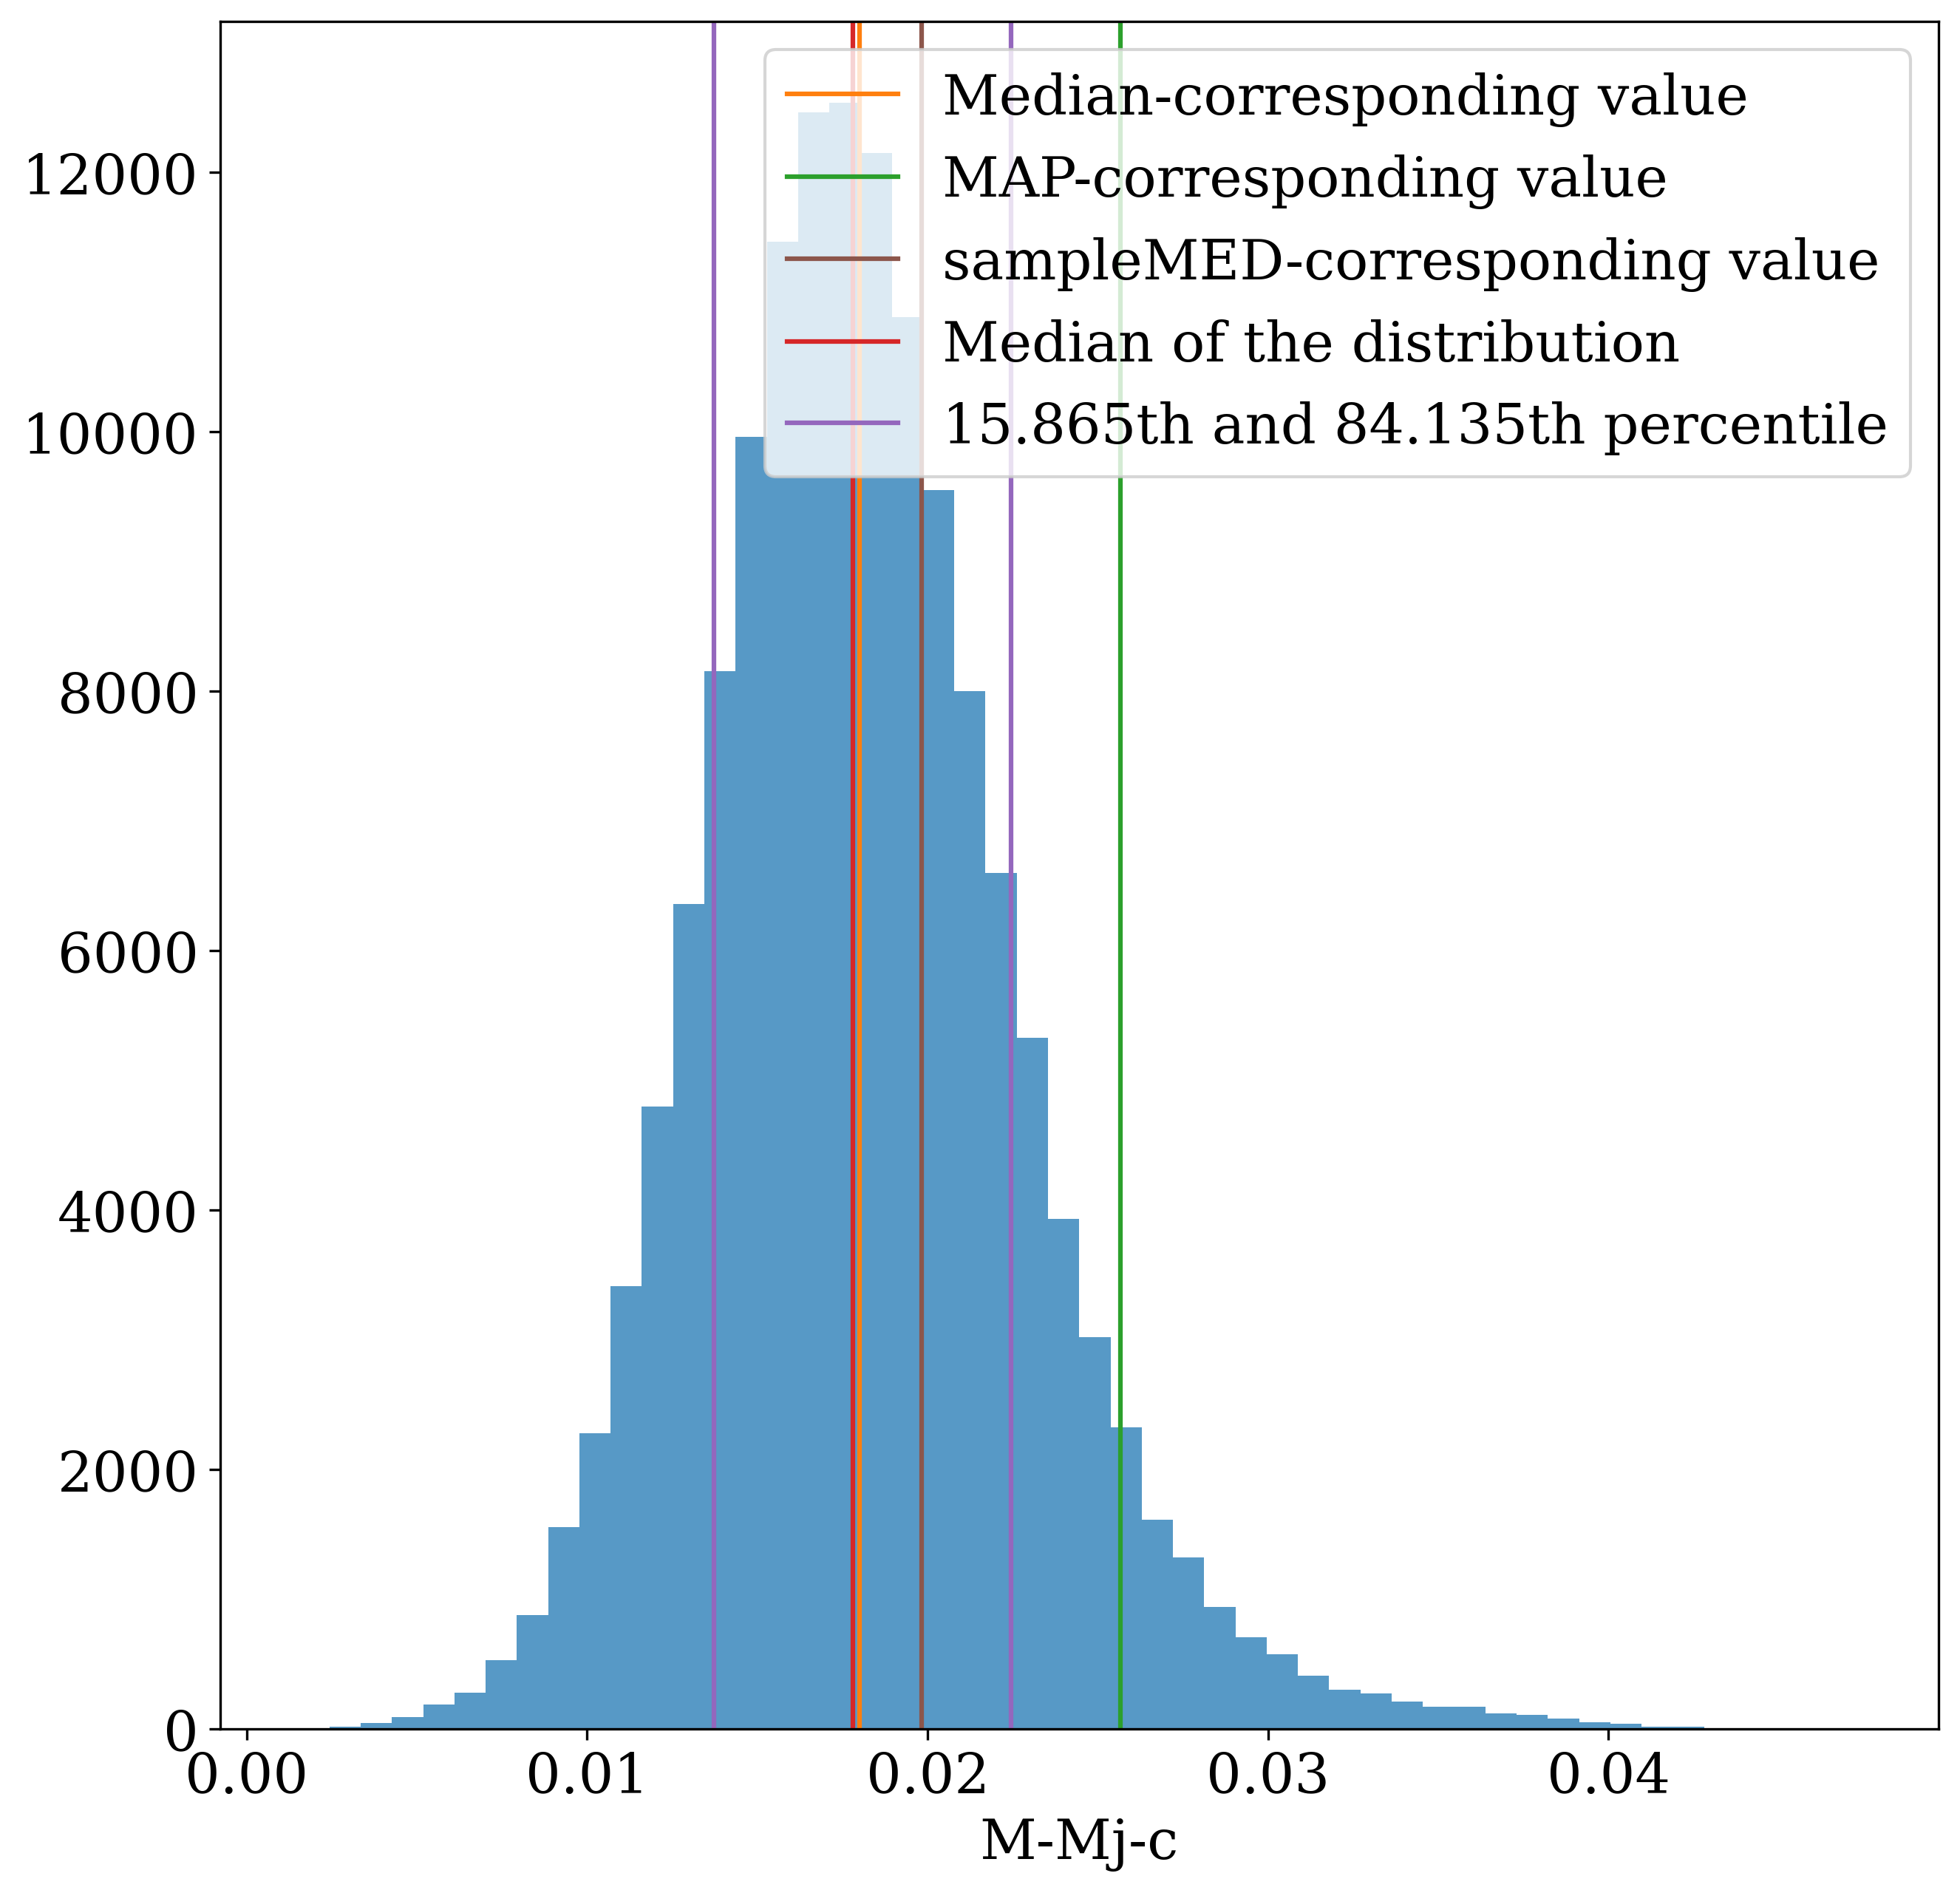 Median-corresponding value
MAP-corresponding value
sampleMED-corresponding value
Median of the distribution
15.865th and 84.135th percentile
12000
10000
8000
6000
4000
2000
0
0.00 0.01 0.02 0.03 0.04
M-Mj-c